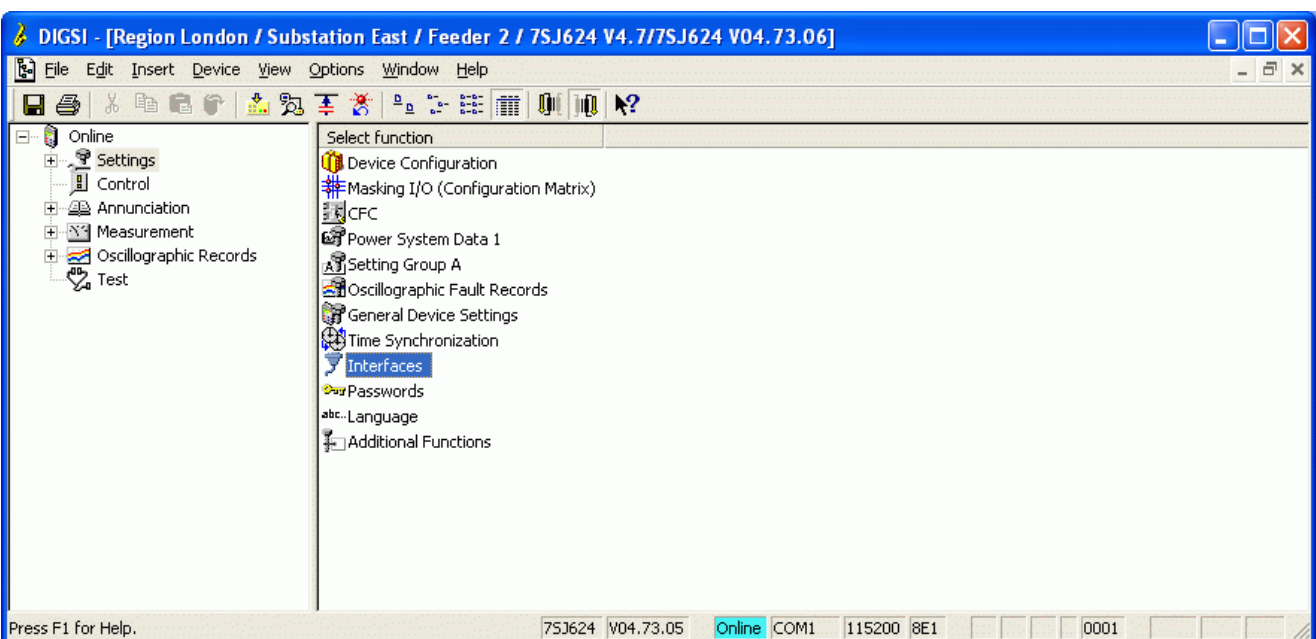 DIGSI - [Region London / Substation East / Feeder 2 / 7SJ624 V4.7/7SJ624 V04.73.06]
File Edit Insert Device View Options Window Help
Online
Settings
Control
Annunciation
Measurement
Oscillographic Records
Test
Select function
Device Configuration
Masking I/O (Configuration Matrix)
CFC
Power System Data 1
A Setting Group A
Oscillographic Fault Records
General Device Settings
Time Synchronization
Interfaces
Passwords
abc.. Language
Additional Functions
Press F1 for Help. 7SJ624 V04.73.05 Online COM1 115200 8E1 0001